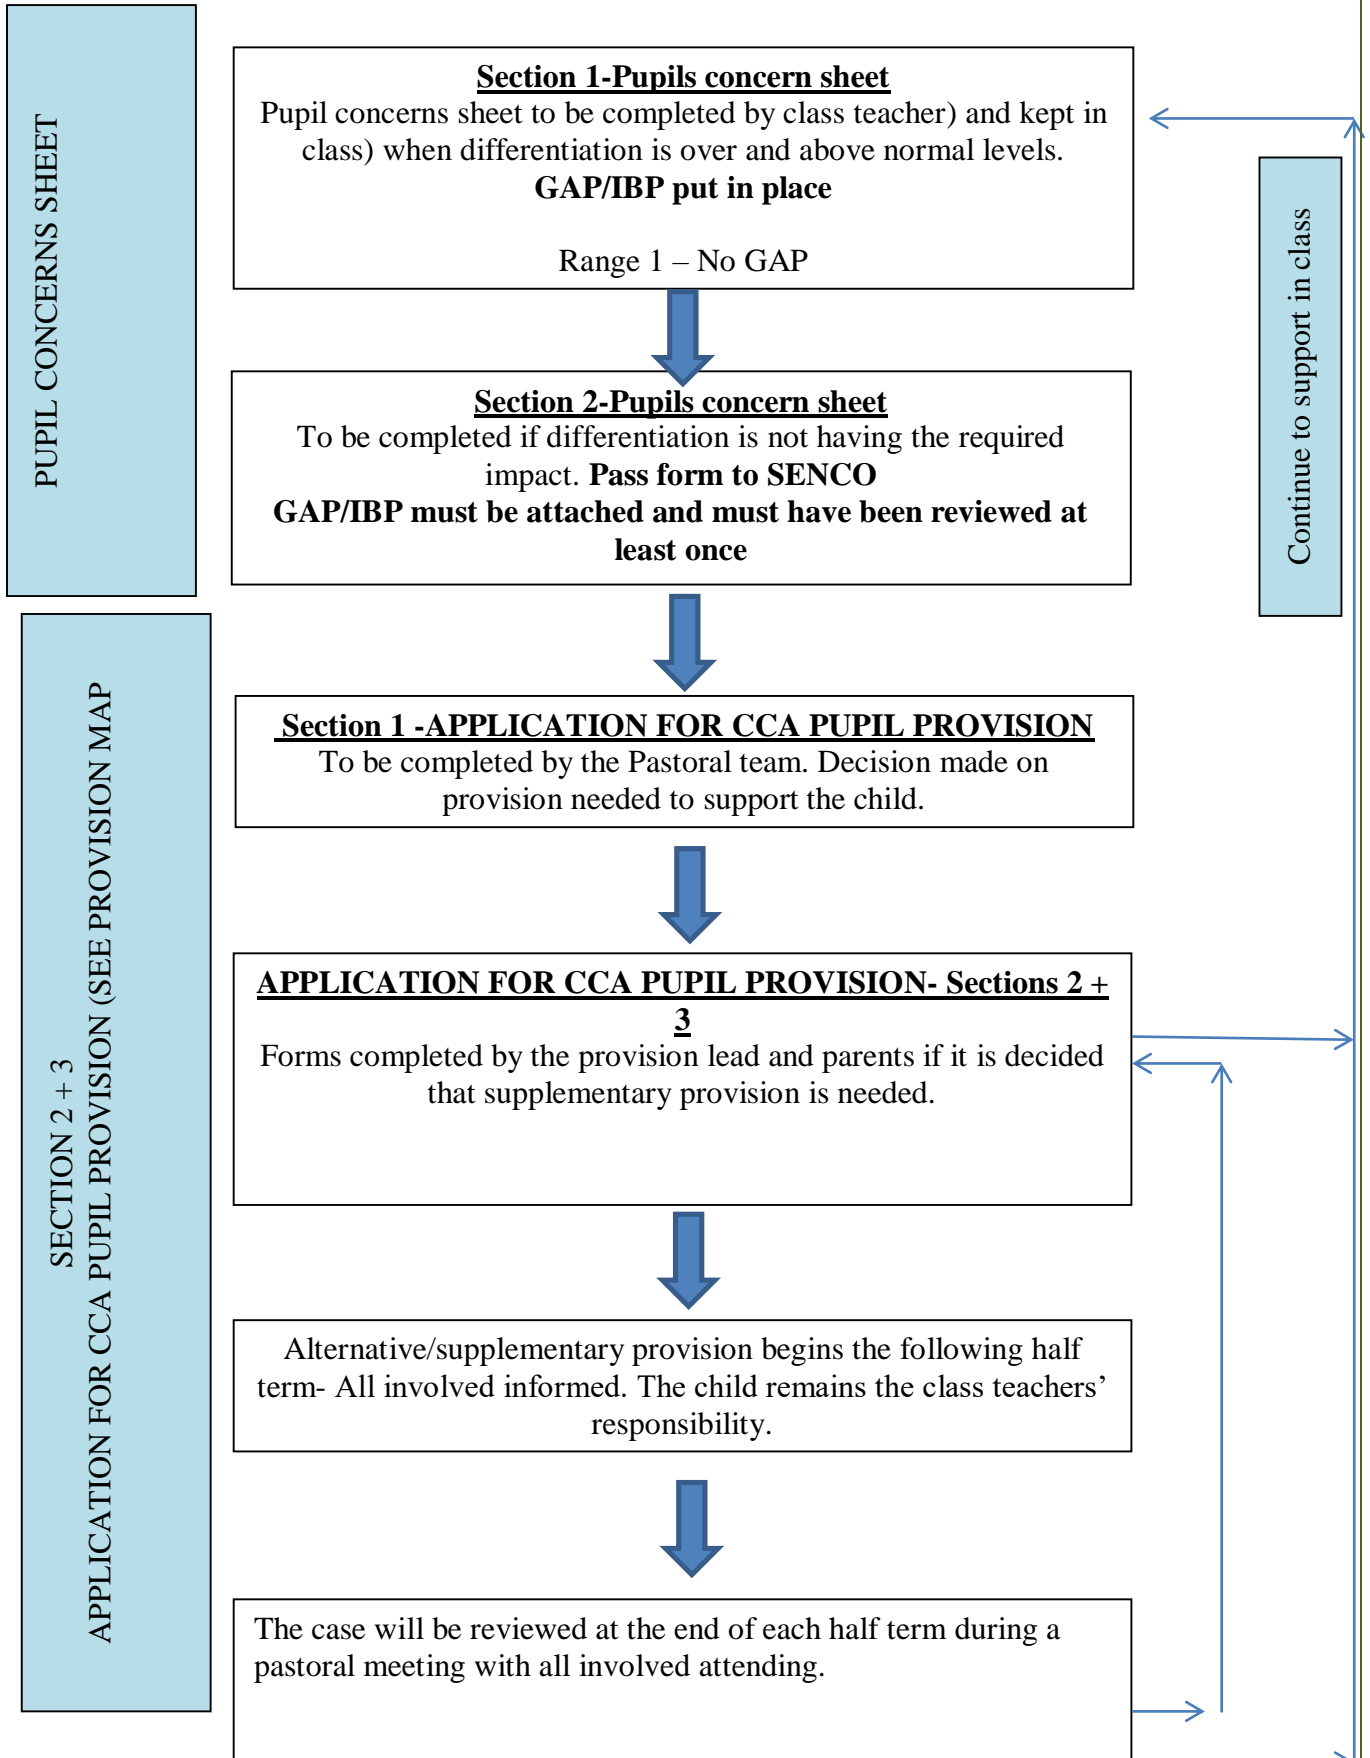 PUPIL CONCERNS SHEET
Section 1-Pupils concern sheet
Pupil concerns sheet to be completed by class teacher) and kept in
class) when differentiation is over and above normal levels.
GAP/IBP put in place
Range 1 – No GAP
Continue to support in class
Section 2-Pupils concern sheet
To be completed if differentiation is not having the required
impact. Pass form to SENCO
GAP/IBP must be attached and must have been reviewed at
least once
SECTION 2 + 3
APPLICATION FOR CCA PUPIL PROVISION (SEE PROVISION MAP
Section 1 -APPLICATION FOR CCA PUPIL PROVISION
To be completed by the Pastoral team. Decision made on
provision needed to support the child.
APPLICATION FOR CCA PUPIL PROVISION- Sections 2 +
3
Forms completed by the provision lead and parents if it is decided
that supplementary provision is needed.
Alternative/supplementary provision begins the following half
term- All involved informed. The child remains the class teachers’
responsibility.
The case will be reviewed at the end of each half term during a
pastoral meeting with all involved attending.